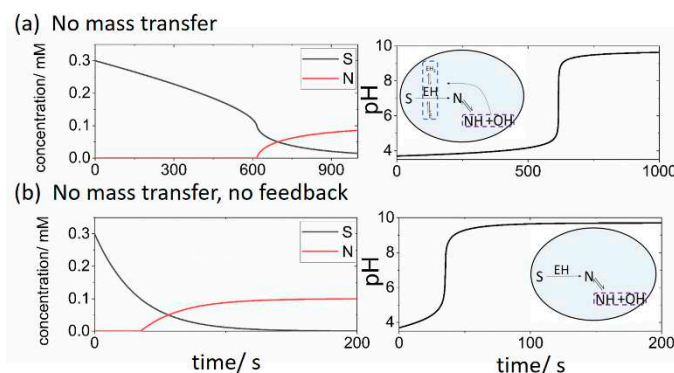 (a) No mass transfer
concentration/ mM
0.3
0.2
0.1
0.0
S
N
0 300 600 900
pH
10
8
6
4
EH₂
EH
S
N
NH +OH
0 500 1000
(b) No mass transfer, no feedback
concentration/ mM
0.3
0.2
0.1
0.0
S
N
0 100 200
time/ s
pH
10
8
6
4
EH
S
N
NH +OH
0 50 100 150 200
time/ s